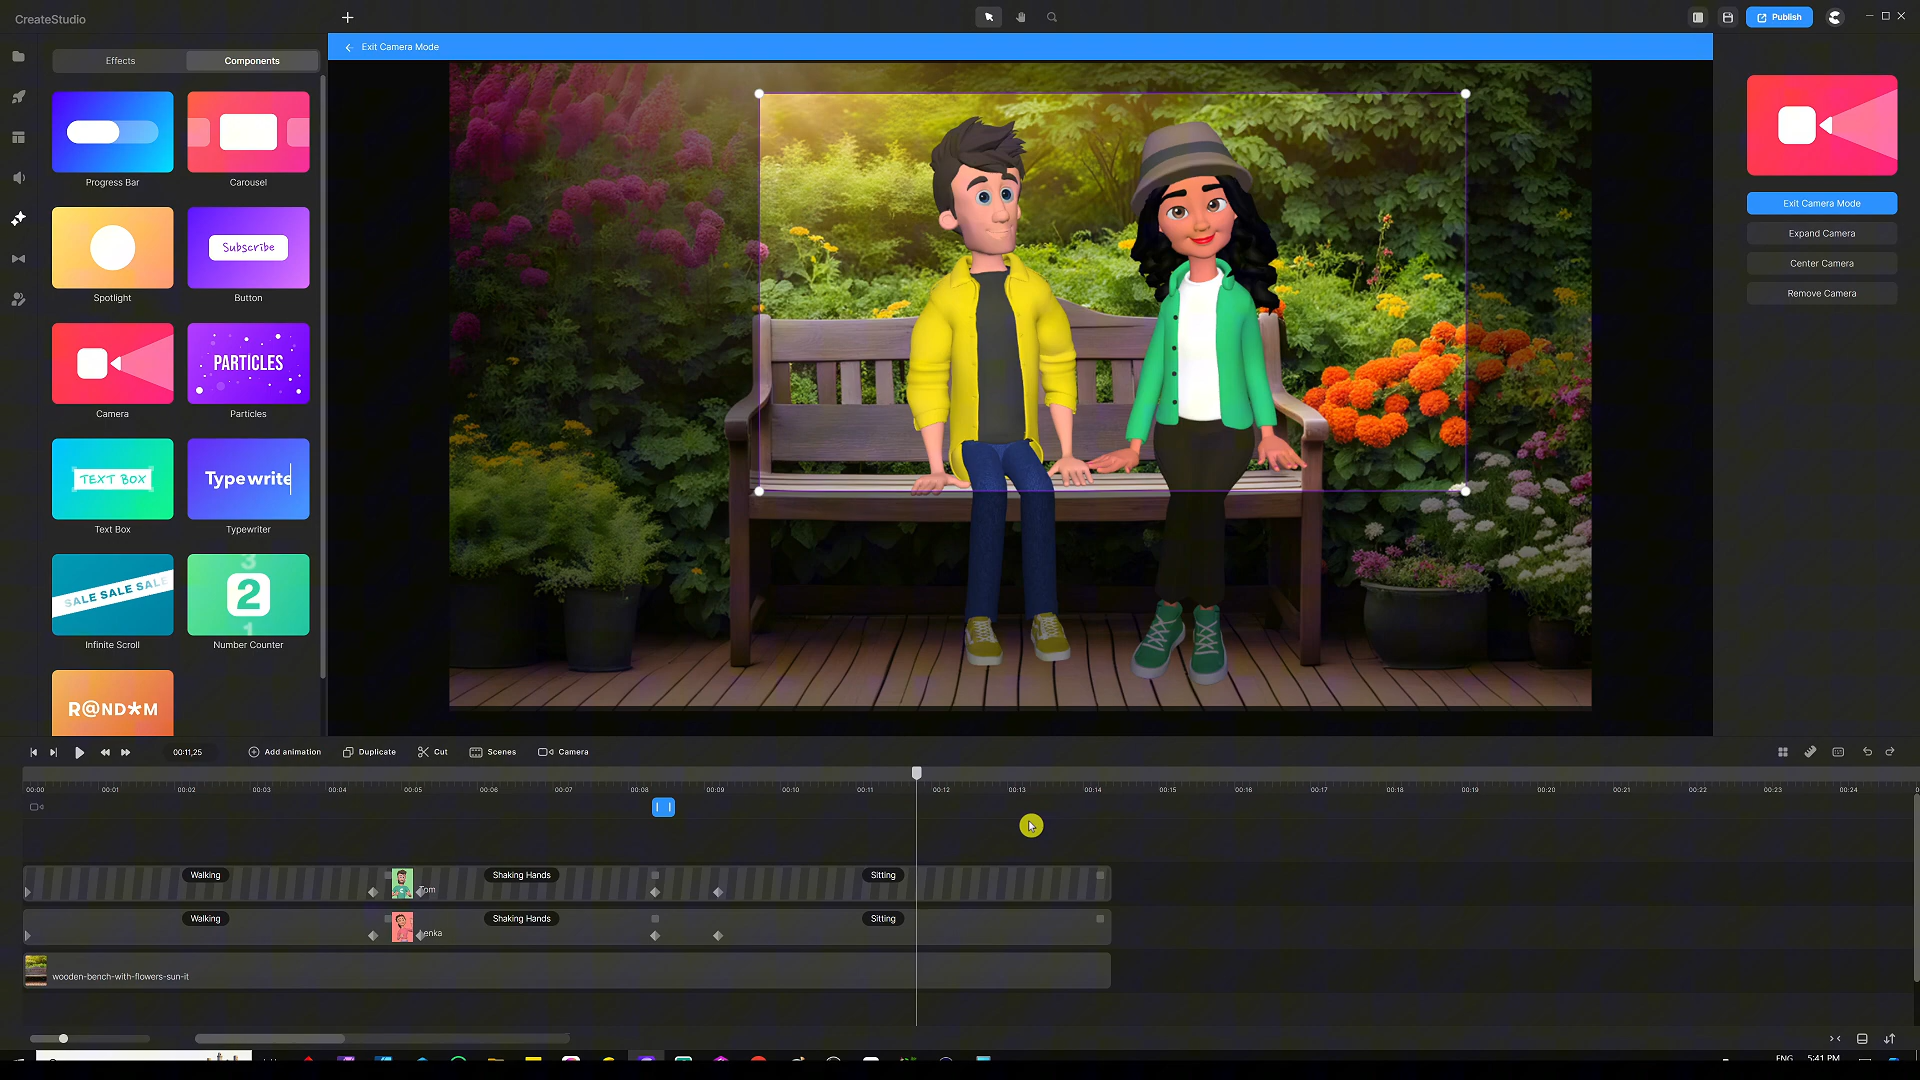 CreateStudio
Publish
Exit Camera Mode
Effects
Components
Progress Bar
Carousel
Subscribe
Spotlight
Button
PARTICLES
Camera
Particles
TEXT BOX
Typewrite
Text Box
Typewriter
SALE SALE SALE
3
2
1
Infinite Scroll
Number Counter
R@ND*M
Exit Camera Mode
Expand Camera
Center Camera
Remove Camera
00:11,25
Add animation
Duplicate
Cut
Scenes
Camera
00:00 00:01 00:02 00:03 00:04 00:05 00:06 00:07 00:08 00:09 00:10 00:11 00:12 00:13 00:14 00:15 00:16 00:17 00:18 00:19 00:20 00:21 00:22 00:23 00:24
Walking
Shaking Hands
Sitting
Tom
Walking
Shaking Hands
Sitting
enka
wooden-bench-with-flowers-sun-lit
ENG
5:41 PM